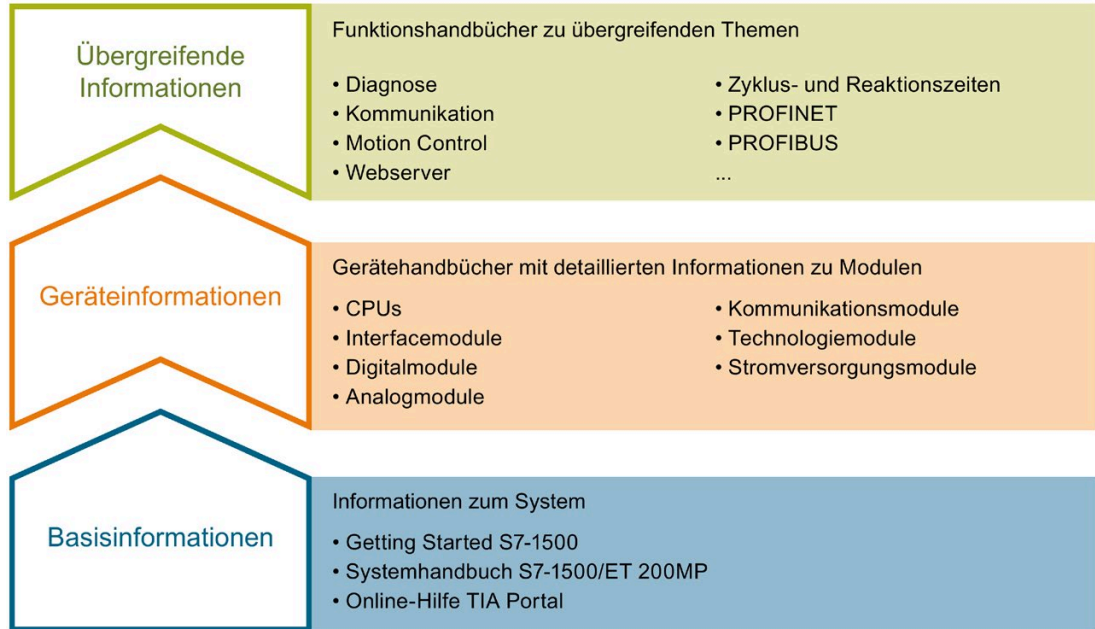 Übergreifende
Informationen
Funktionshandbücher zu übergreifenden Themen
• Diagnose
• Kommunikation
• Motion Control
• Webserver
• Zyklus- und Reaktionszeiten
• PROFINET
• PROFIBUS
...
Geräteinformationen
Gerätehandbücher mit detaillierten Informationen zu Modulen
• CPUs
• Interfacemodule
• Digitalmodule
• Analogmodule
• Kommunikationsmodule
• Technologiemodule
• Stromversorgungsmodule
Basisinformationen
Informationen zum System
• Getting Started S7-1500
• Systemhandbuch S7-1500/ET 200MP
• Online-Hilfe TIA Portal